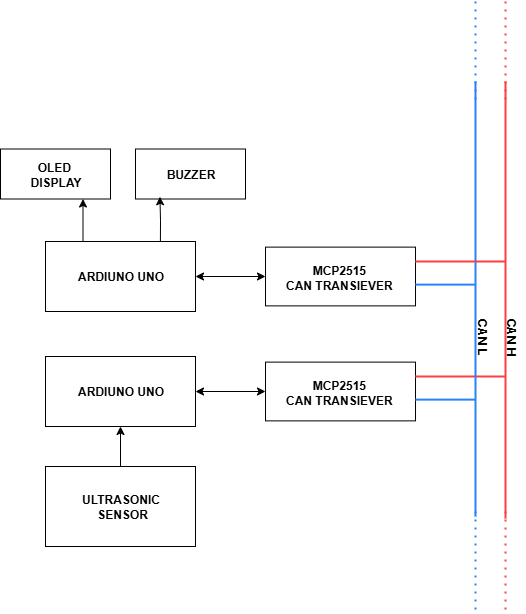 OLED
DISPLAY
BUZZER
ARDIUNO UNO
MCP2515
CAN TRANSIEVER
CAN L
CAN H
ARDIUNO UNO
MCP2515
CAN TRANSIEVER
ULTRASONIC
SENSOR